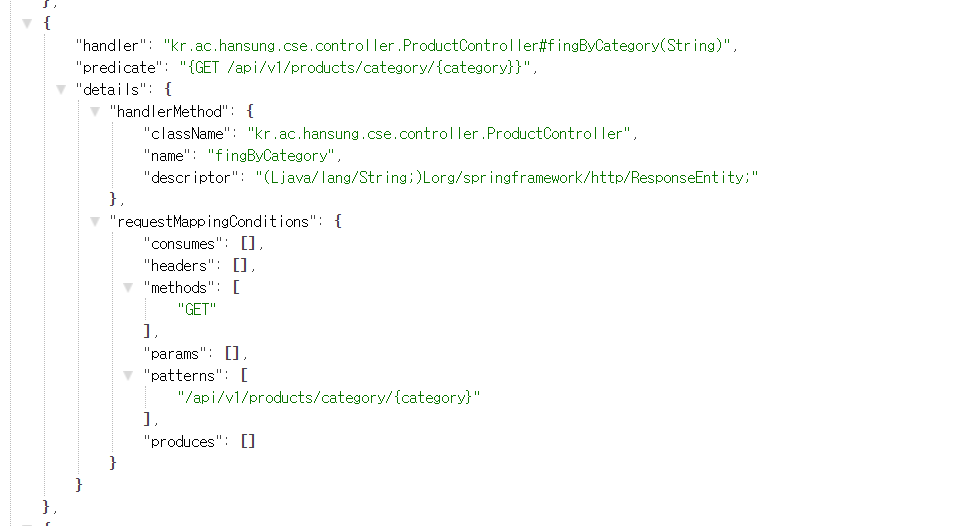 },
{
"handler": "kr.ac.hansung.cse.controller.ProductController#fingByCategory(String)",
"predicate": "{GET /api/v1/products/category/{category}}",
"details": {
"handlerMethod": {
"className": "kr.ac.hansung.cse.controller.ProductController",
"name": "fingByCategory",
"descriptor": "(Ljava/lang/String;)Lorg/springframework/http/ResponseEntity;"
},
"requestMappingConditions": {
"consumes": [],
"headers": [],
"methods": [
"GET"
],
"params": [],
"patterns": [
"/api/v1/products/category/{category}"
],
"produces": []
}
}
},
{